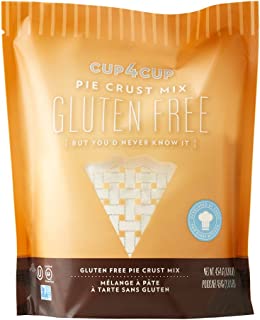 CUP4CUP
PIE CRUST MIX
GLUTEN FREE
[BUT YOU'D NEVER KNOW IT]
GLUTEN FREE PIE CRUST MIX
MÉLANGE À PÂTE
À TARTE SANS GLUTEN